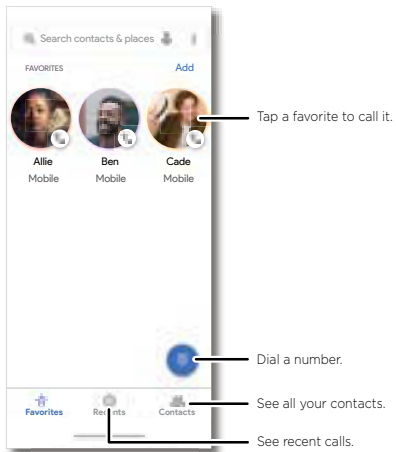 Search contacts & places
FAVORITES Add
Tap a favorite to call it.
Allie Ben Cade
Mobile Mobile Mobile
Dial a number.
See all your contacts.
Favorites Recents Contacts
See recent calls.